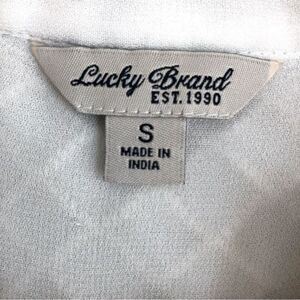 Lucky Brand
EST. 1990
S
MADE IN
INDIA